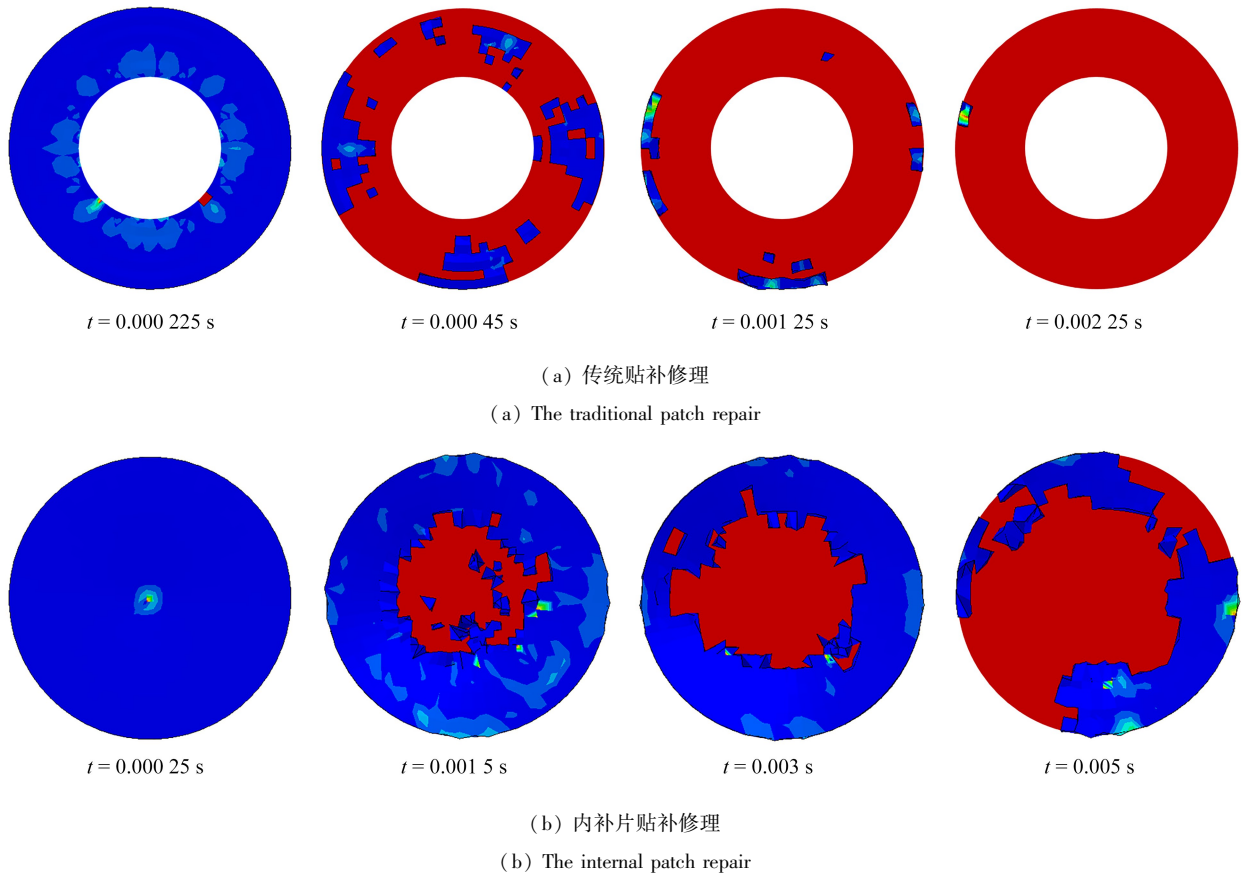 t = 0.000 225 s
t = 0.000 45 s
t = 0.001 25 s
t = 0.002 25 s
(a) 传统贴补修理
(a) The traditional patch repair
t = 0.000 25 s
t = 0.001 5 s
t = 0.003 s
t = 0.005 s
(b) 内补片贴补修理
(b) The internal patch repair